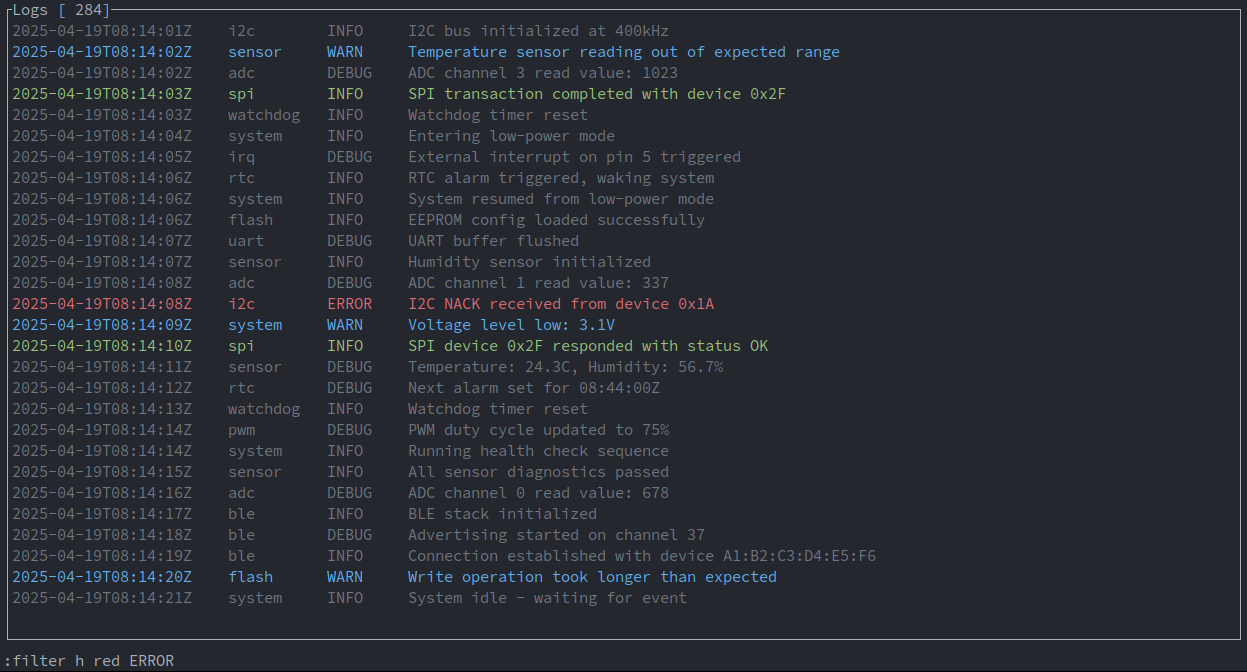 Logs [ 284]
2025-04-19T08:14:01Z i2c INFO I2C bus initialized at 400kHz
2025-04-19T08:14:02Z sensor WARN Temperature sensor reading out of expected range
2025-04-19T08:14:02Z adc DEBUG ADC channel 3 read value: 1023
2025-04-19T08:14:03Z spi INFO SPI transaction completed with device 0x2F
2025-04-19T08:14:03Z watchdog INFO Watchdog timer reset
2025-04-19T08:14:04Z system INFO Entering low-power mode
2025-04-19T08:14:05Z irq DEBUG External interrupt on pin 5 triggered
2025-04-19T08:14:06Z rtc INFO RTC alarm triggered, waking system
2025-04-19T08:14:06Z system INFO System resumed from low-power mode
2025-04-19T08:14:06Z flash INFO EEPROM config loaded successfully
2025-04-19T08:14:07Z uart DEBUG UART buffer flushed
2025-04-19T08:14:07Z sensor INFO Humidity sensor initialized
2025-04-19T08:14:08Z adc DEBUG ADC channel 1 read value: 337
2025-04-19T08:14:08Z i2c ERROR I2C NACK received from device 0x1A
2025-04-19T08:14:09Z system WARN Voltage level low: 3.1V
2025-04-19T08:14:10Z spi INFO SPI device 0x2F responded with status OK
2025-04-19T08:14:11Z sensor DEBUG Temperature: 24.3C, Humidity: 56.7%
2025-04-19T08:14:12Z rtc DEBUG Next alarm set for 08:44:00Z
2025-04-19T08:14:13Z watchdog INFO Watchdog timer reset
2025-04-19T08:14:14Z pwm DEBUG PWM duty cycle updated to 75%
2025-04-19T08:14:14Z system INFO Running health check sequence
2025-04-19T08:14:15Z sensor INFO All sensor diagnostics passed
2025-04-19T08:14:16Z adc DEBUG ADC channel 0 read value: 678
2025-04-19T08:14:17Z ble INFO BLE stack initialized
2025-04-19T08:14:18Z ble DEBUG Advertising started on channel 37
2025-04-19T08:14:19Z ble INFO Connection established with device A1:B2:C3:D4:E5:F6
2025-04-19T08:14:20Z flash WARN Write operation took longer than expected
2025-04-19T08:14:21Z system INFO System idle - waiting for event
:filter h red ERROR